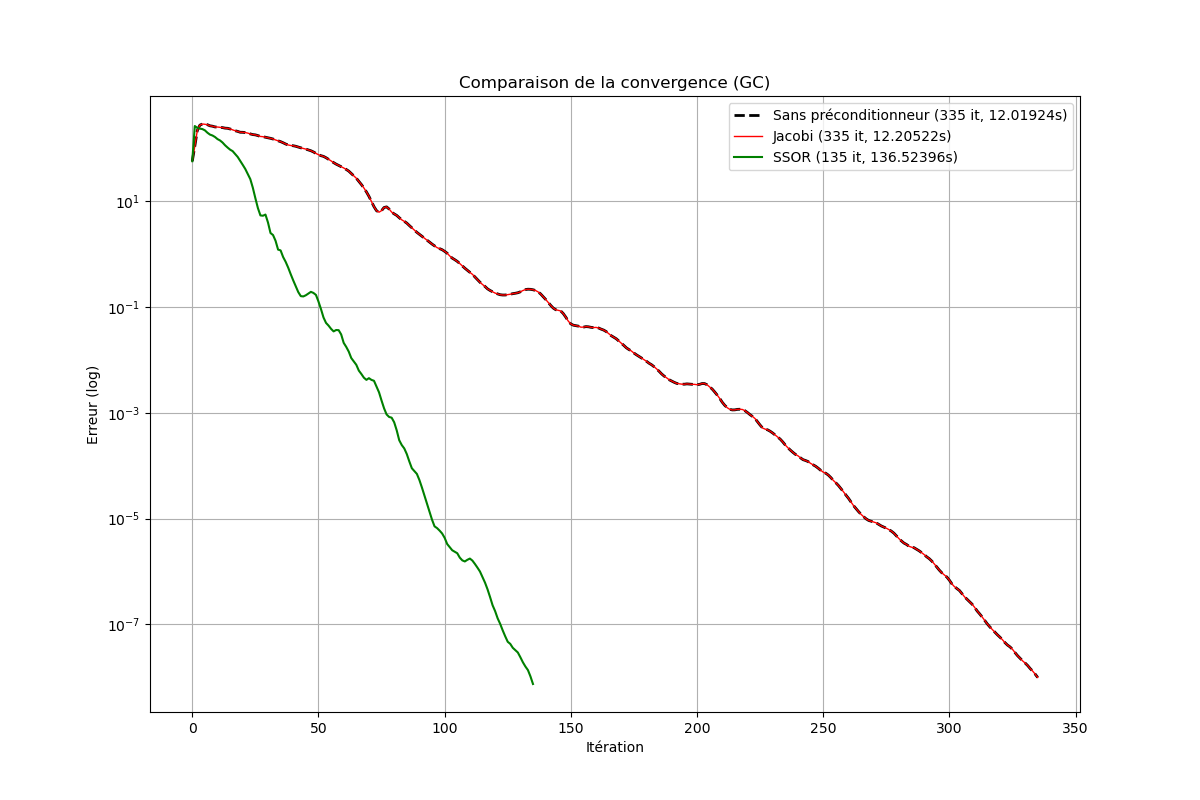 Comparaison de la convergence (GC)
Sans préconditionneur (335 it, 12.01924s)
Jacobi (335 it, 12.20522s)
SSOR (135 it, 136.52396s)
Erreur (log)
10¹
10⁻¹
10⁻³
10⁻⁵
10⁻⁷
0 50 100 150 200 250 300 350
Itération